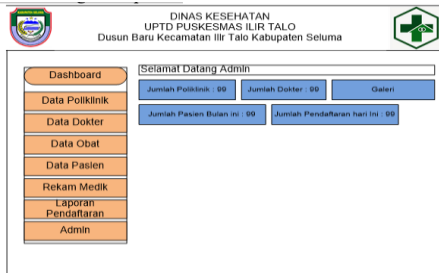 DINAS KESEHATAN
UPTD PUSKESMAS ILIR TALO
Dusun Baru Kecamatan Ilir Talo Kabupaten Seluma
Dashboard
Data Poliklinik
Data Dokter
Data Obat
Data Pasien
Rekam Medik
Laporan
Pendaftaran
Admin
Selamat Datang Admin
Jumlah Poliklinik : 99
Jumlah Dokter : 99
Galeri
Jumlah Pasien Bulan ini : 99
Jumlah Pendaftaran hari Ini : 99